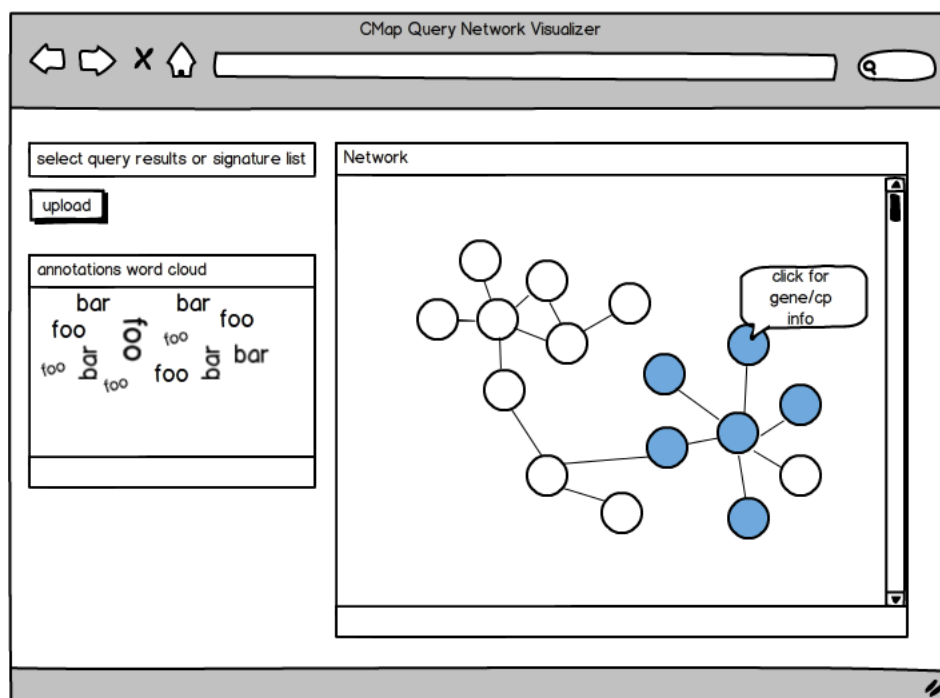 CMap Query Network Visualizer
select query results or signature list
upload
annotations word cloud
bar
bar
foo
foo
foo
foo
foo
bar
foo
foo
bar
bar
Network
click for
gene/cp
info